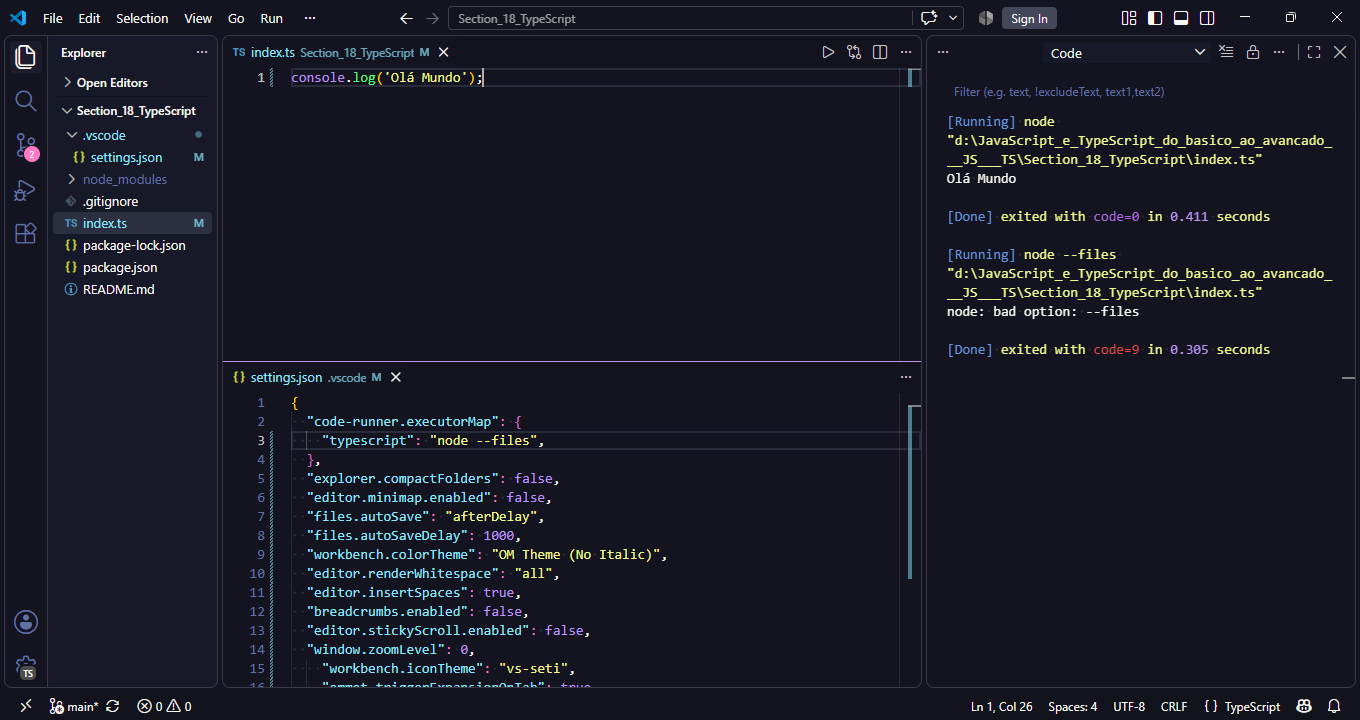 File Edit Selection View Go Run ···
Section_18_TypeScript
Sign In
Explorer
Open Editors
Section_18_TypeScript
.vscode
{} settings.json M
node_modules
.gitignore
TS index.ts M
{} package-lock.json
{} package.json
README.md
2
TS
TS index.ts Section_18_TypeScript M
1 console.log('Olá Mundo');
{} settings.json .vscode M
1 {
2 "code-runner.executorMap": {
3 "typescript": "node --files",
4 },
5 "explorer.compactFolders": false,
6 "editor.minimap.enabled": false,
7 "files.autoSave": "afterDelay",
8 "files.autoSaveDelay": 1000,
9 "workbench.colorTheme": "OM Theme (No Italic)",
10 "editor.renderWhitespace": "all",
11 "editor.insertSpaces": true,
12 "breadcrumbs.enabled": false,
13 "editor.stickyScroll.enabled": false,
14 "window.zoomLevel": 0,
15 "workbench.iconTheme": "vs-seti",
16 "emmet.triggerExpansionOnTab": true
Code
Filter (e.g. text, !excludeText, text1,text2)
[Running] node
"d:\JavaScript_e_TypeScript_do_basico_ao_avancado_
__JS___TS\Section_18_TypeScript\index.ts"
Olá Mundo
[Done] exited with code=0 in 0.411 seconds
[Running] node --files
"d:\JavaScript_e_TypeScript_do_basico_ao_avancado_
__JS___TS\Section_18_TypeScript\index.ts"
node: bad option: --files
[Done] exited with code=9 in 0.305 seconds
main* 0 0
Ln 1, Col 26 Spaces: 4 UTF-8 CRLF {} TypeScript